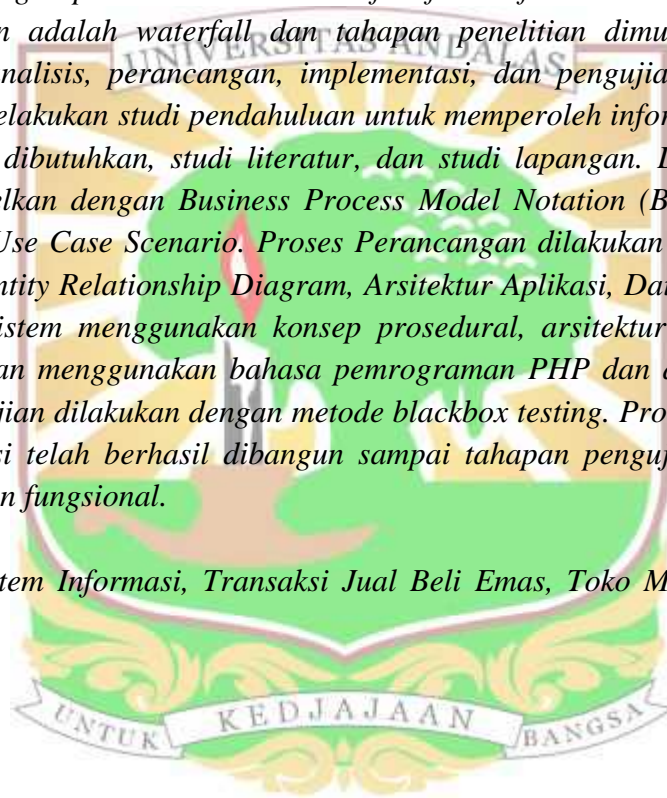 n adalah waterfall dan tahapan penelitian dimu
UNIVERSITAS ANDALAS
nalisis, perancangan, implementasi, dan pengujia
elakukan studi pendahuluan untuk memperoleh infor
dibutuhkan, studi literatur, dan studi lapangan.
elkan dengan Business Process Model Notation (B
Use Case Scenario. Proses Perancangan dilakukan
ntity Relationship Diagram, Arsitektur Aplikasi, Da
istem menggunakan konsep prosedural, arsitektur
an menggunakan bahasa pemrograman PHP dan
jian dilakukan dengan metode blackbox testing. Pro
si telah berhasil dibangun sampai tahapan penguj
n fungsional.
tem Informasi, Transaksi Jual Beli Emas, Toko M
UNTUK KEDJAJAAN BANGSA